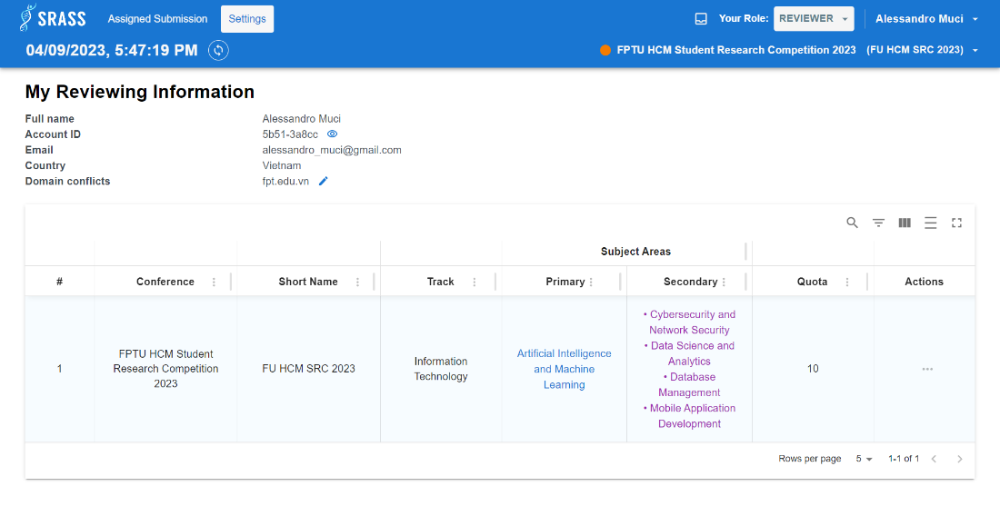 SRASS Assigned Submission Settings Your Role: REVIEWER Alessandro Muci
04/09/2023, 5:47:19 PM FPTU HCM Student Research Competition 2023 (FU HCM SRC 2023)
My Reviewing Information
Full name Alessandro Muci
Account ID 5b51-3a8cc
Email alessandro_muci@gmail.com
Country Vietnam
Domain conflicts fpt.edu.vn
Subject Areas
# Conference Short Name Track Primary Secondary Quota Actions
1
FPTU HCM Student
Research Competition
2023
FU HCM SRC 2023
Information
Technology
Artificial Intelligence
and Machine
Learning
• Cybersecurity and
Network Security
• Data Science and
Analytics
• Database
Management
• Mobile Application
Development
10
Rows per page 5 1-1 of 1